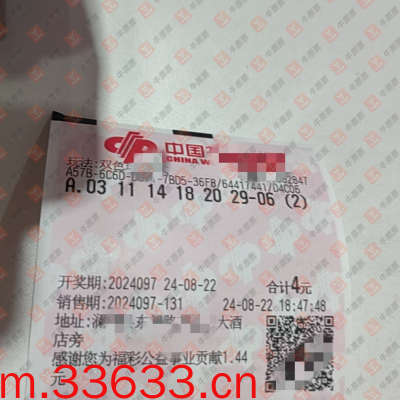 中国
CHINA W
玩法:双色
A57B-6C6D- -7BD5-36FB/64417441/D4C06
A.03 11 14 18 20 29-06 (2)
开奖期:2024097 24-08-22 合计4元
销售期:2024097-131 24-08-22 18:47:48
地址: 大酒
店旁
感谢您为福彩公益事业贡献1.44
元
m.33633.cn